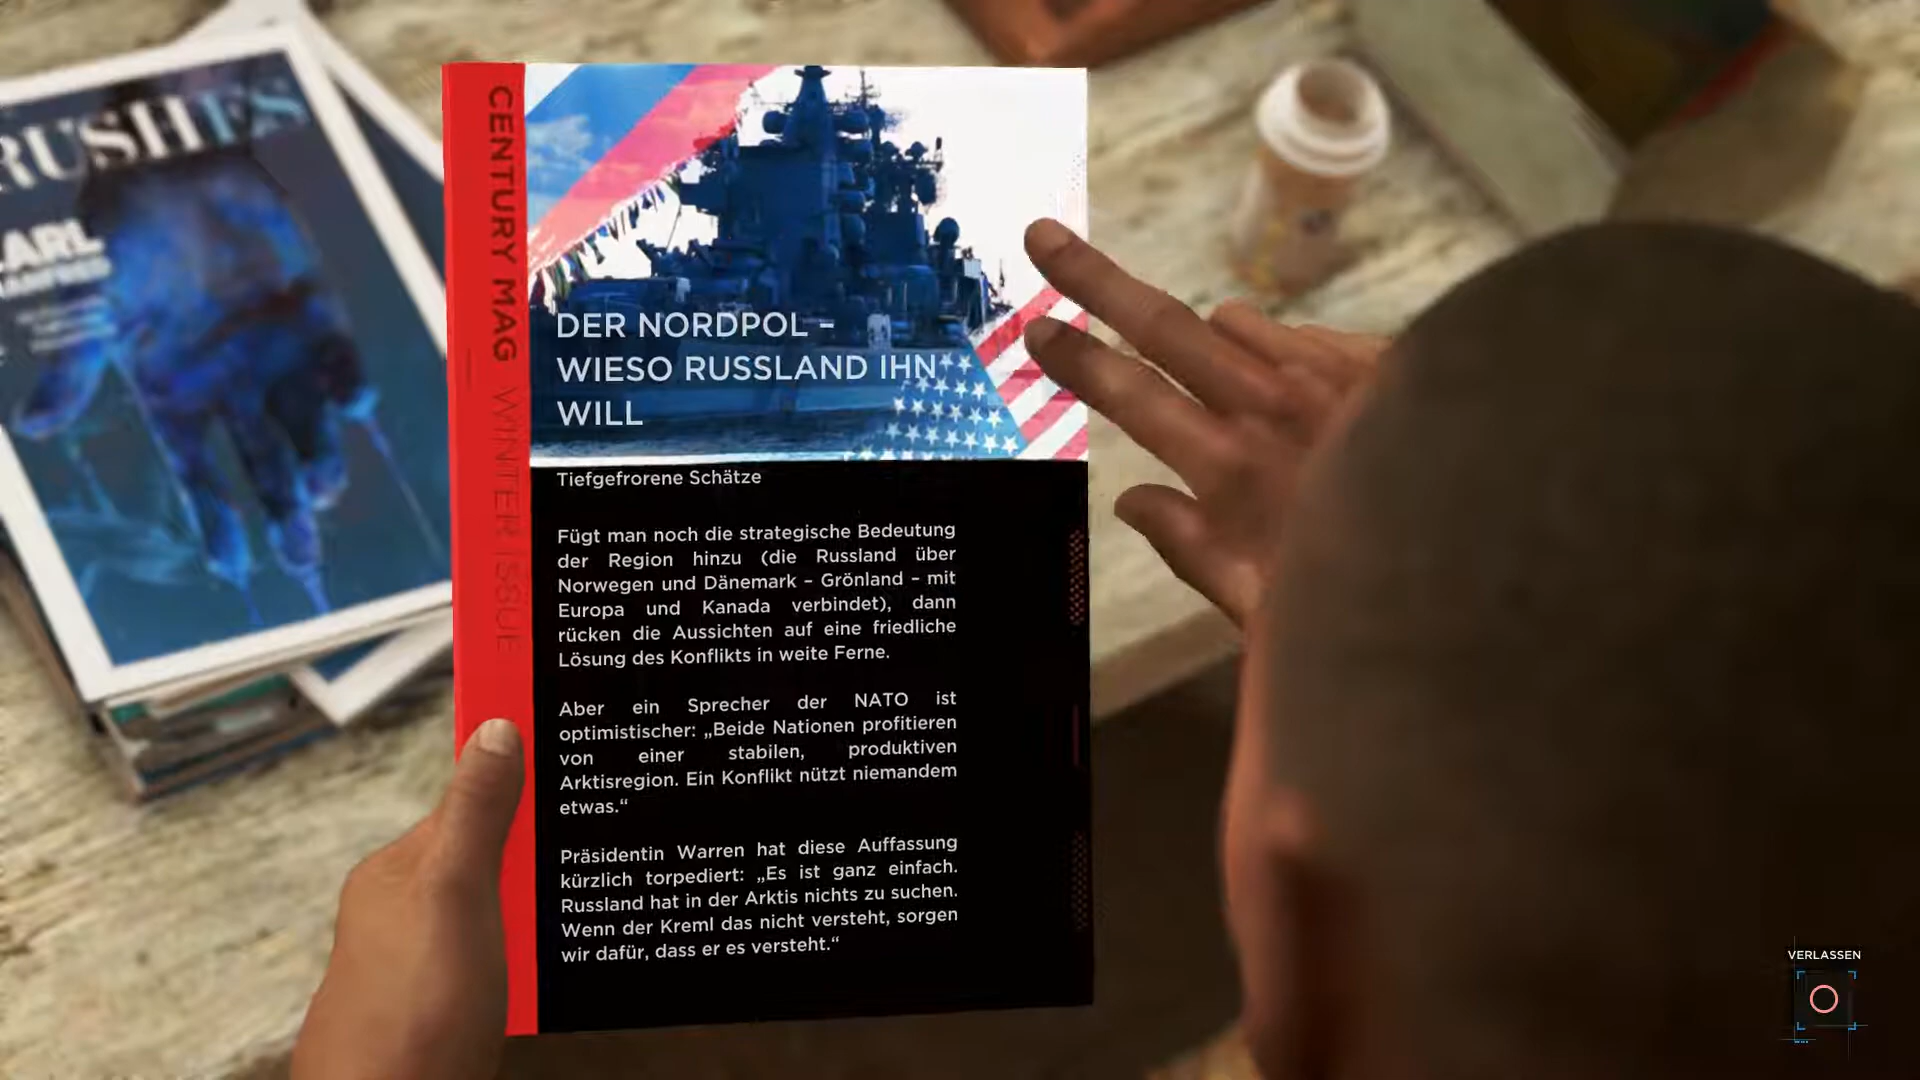 RUSHES
CARL
MANFRED
CENTURY MAG WINTER ISSUE
DER NORDPOL –
WIESO RUSSLAND IHN
WILL
Tiefgefrorene Schätze
Fügt man noch die strategische Bedeutung
der Region hinzu (die Russland über
Norwegen und Dänemark – Grönland – mit
Europa und Kanada verbindet), dann
rücken die Aussichten auf eine friedliche
Lösung des Konflikts in weite Ferne.
Aber ein Sprecher der NATO ist
optimistischer: „Beide Nationen profitieren
von einer stabilen, produktiven
Arktisregion. Ein Konflikt nützt niemandem
etwas.“
Präsidentin Warren hat diese Auffassung
kürzlich torpediert: „Es ist ganz einfach.
Russland hat in der Arktis nichts zu suchen.
Wenn der Kreml das nicht versteht, sorgen
wir dafür, dass er es versteht.“
VERLASSEN